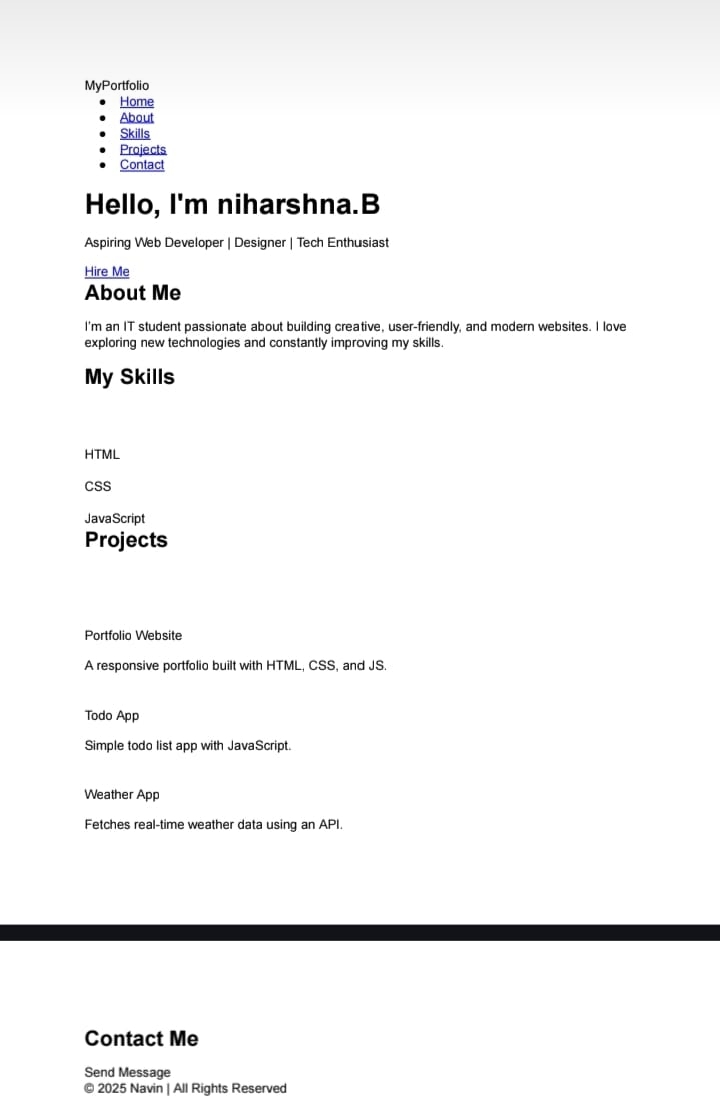 MyPortfolio
Home
About
Skills
Projects
Contact
Hello, I'm niharshna.B
Aspiring Web Developer | Designer | Tech Enthusiast
Hire Me
About Me
I'm an IT student passionate about building creative, user-friendly, and modern websites. I love
exploring new technologies and constantly improving my skills.
My Skills
HTML
CSS
JavaScript
Projects
Portfolio Website
A responsive portfolio built with HTML, CSS, and JS.
Todo App
Simple todo list app with JavaScript.
Weather App
Fetches real-time weather data using an API.
Contact Me
Send Message
© 2025 Navin | All Rights Reserved